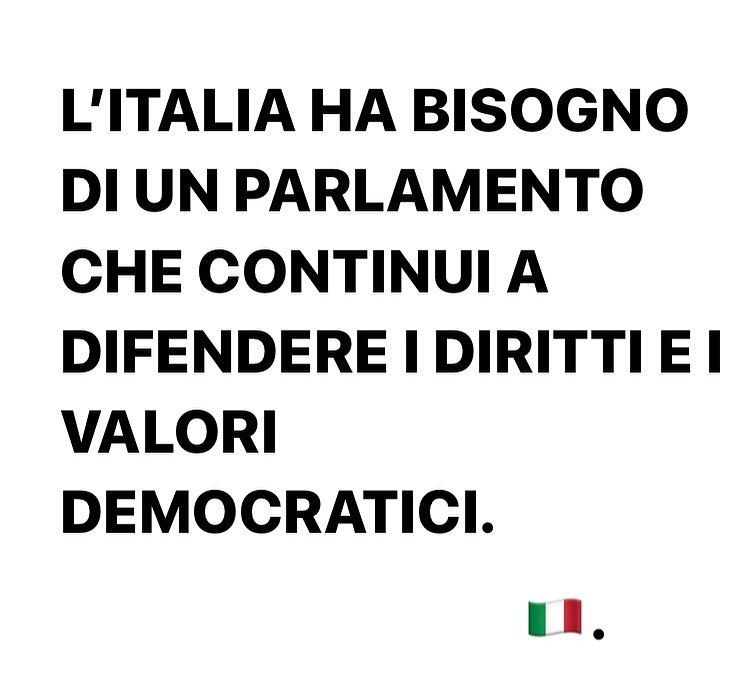 L’ITALIA HA BISOGNO
DI UN PARLAMENTO
CHE CONTINUI A
DIFENDERE I DIRITTI E I
VALORI
DEMOCRATICI.
🇮🇹.